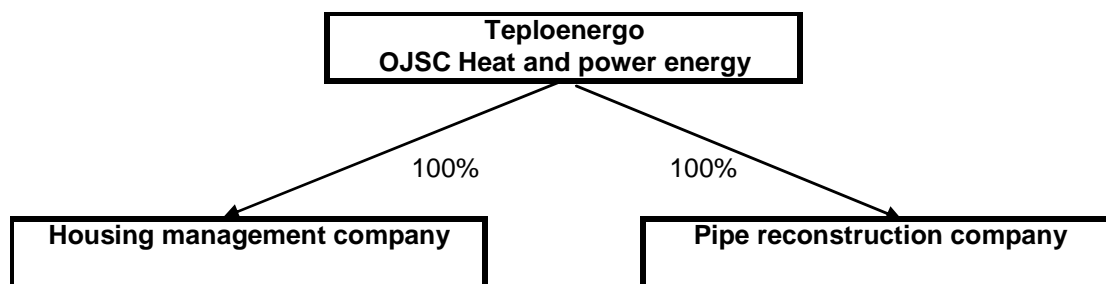 Teploenergo
OJSC Heat and power energy
100%
100%
Housing management company
Pipe reconstruction company